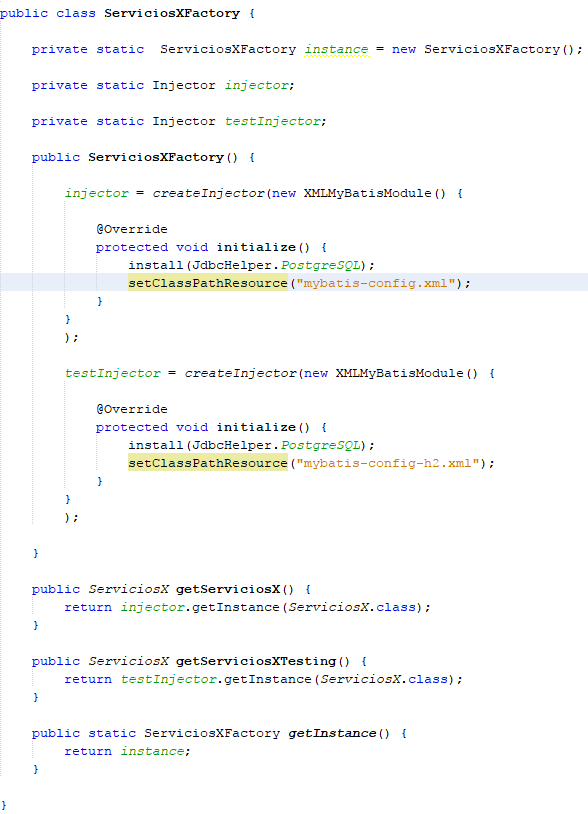 public class ServiciosXFactory {
private static  ServiciosXFactory instance = new ServiciosXFactory();
private static Injector injector;
private static Injector testInjector;
public ServiciosXFactory() {
injector = createInjector(new XMLMyBatisModule() {
@Override
protected void initialize() {
install(JdbcHelper.PostgreSQL);
setClassPathResource("mybatis-config.xml");
}
}
);
testInjector = createInjector(new XMLMyBatisModule() {
@Override
protected void initialize() {
install(JdbcHelper.PostgreSQL);
setClassPathResource("mybatis-config-h2.xml");
}
}
);
}
public ServiciosX getServiciosX() {
return injector.getInstance(ServiciosX.class);
}
public ServiciosX getServiciosXTesting() {
return testInjector.getInstance(ServiciosX.class);
}
public static ServiciosXFactory getInstance() {
return instance;
}
}